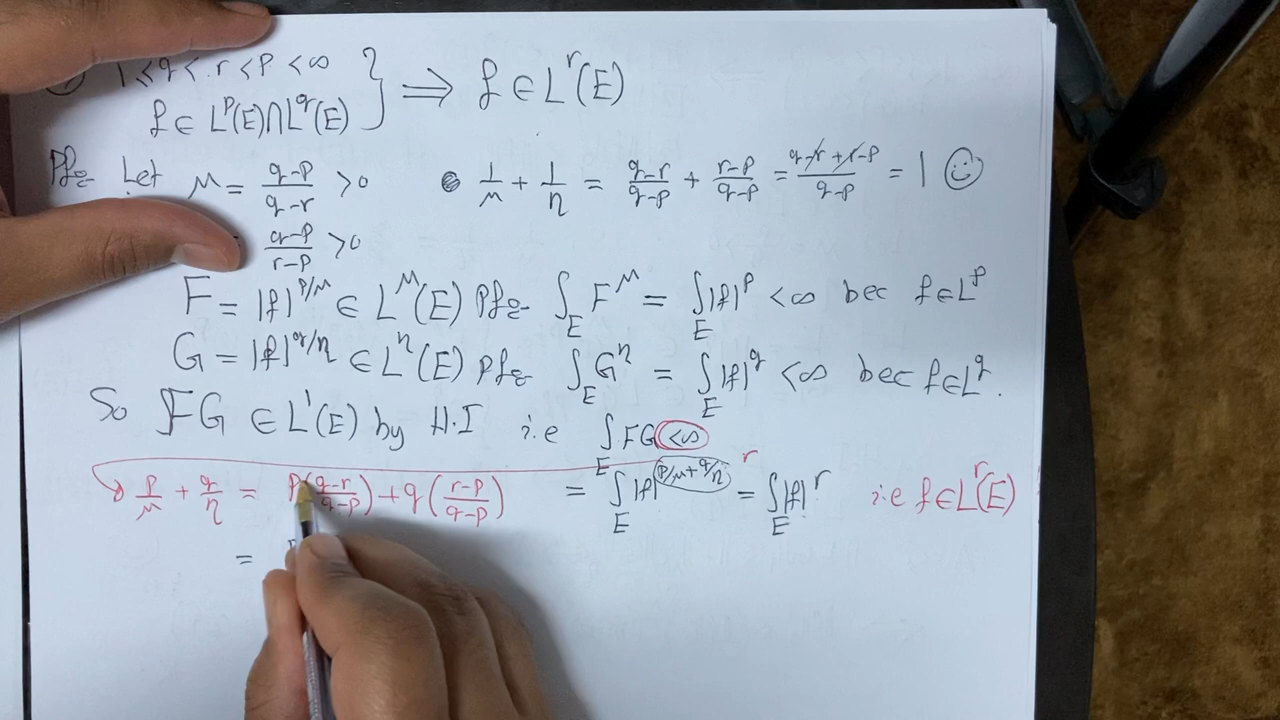 1 < q < r < p < ∞
f ∈ L^p(E) ∩ L^q(E) } ⟹ f ∈ L^r(E)
Pf:- Let μ = (q-p)/(q-r) > 0 • 1/μ + 1/η = (q-r)/(q-p) + (r-p)/(q-p) = (q-r+r-p)/(q-p) = 1 ☺
(q-p)/(r-p) > 0
F = |f|^{p/μ} ∈ L^μ(E) Pf:- ∫_E F^μ = ∫_E |f|^p < ∞ bec f ∈ L^p
G = |f|^{q/η} ∈ L^η(E) Pf:- ∫_E G^η = ∫_E |f|^q < ∞ bec f ∈ L^q.
So FG ∈ L^1(E) by H.I i.e ∫_E FG < ∞
p/μ + q/η = p((q-r)/(q-p)) + q((r-p)/(q-p)) = ∫_E |f|^{p/μ+q/η} r = ∫_E |f|^r i.e f ∈ L^r(E)
=